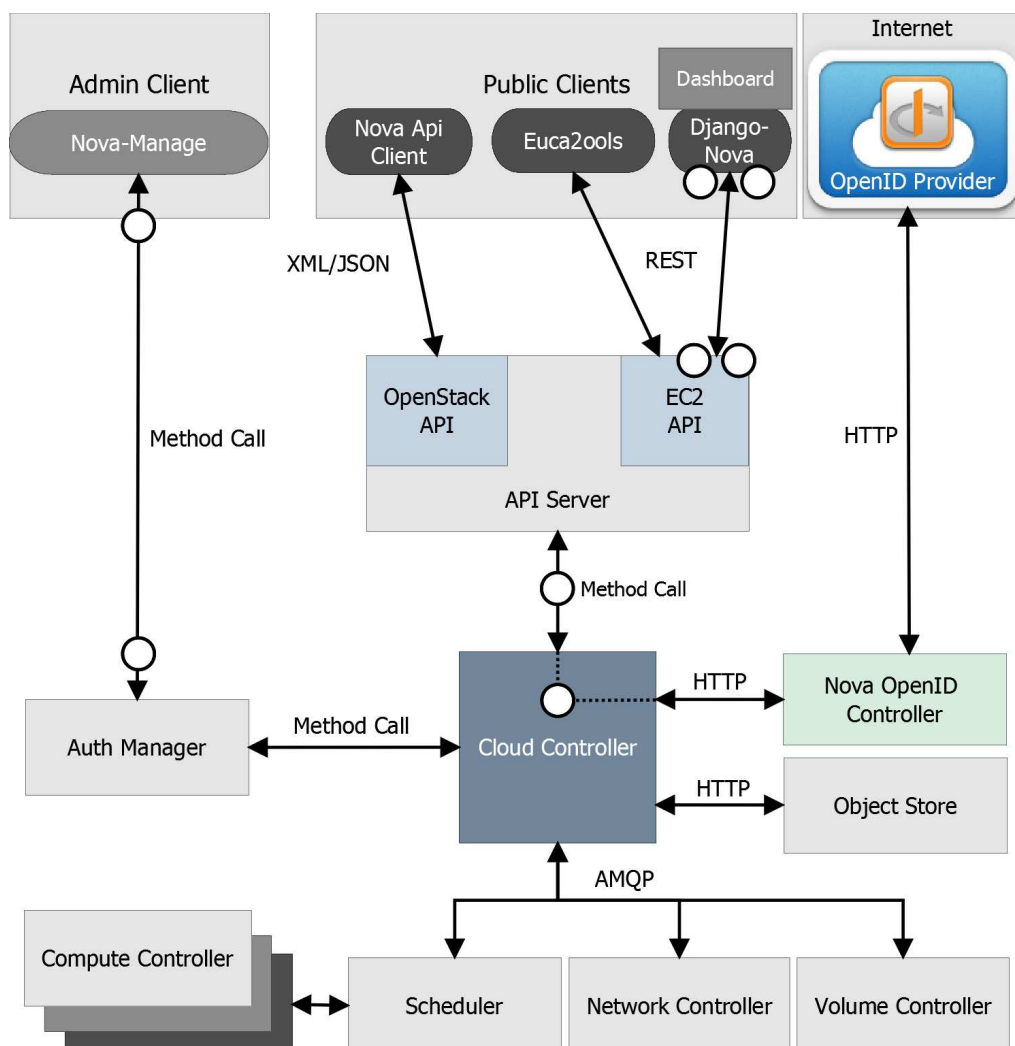 Internet
Admin Client
Public Clients
Dashboard
Nova-Manage
Nova Api
Client
Euca2ools
Django-
Nova
OpenID Provider
XML/JSON
REST
OpenStack
API
EC2
API
HTTP
Method Call
API Server
Method Call
HTTP
Nova OpenID
Controller
Method Call
Auth Manager
Cloud Controller
HTTP
Object Store
AMQP
Compute Controller
Scheduler
Network Controller
Volume Controller